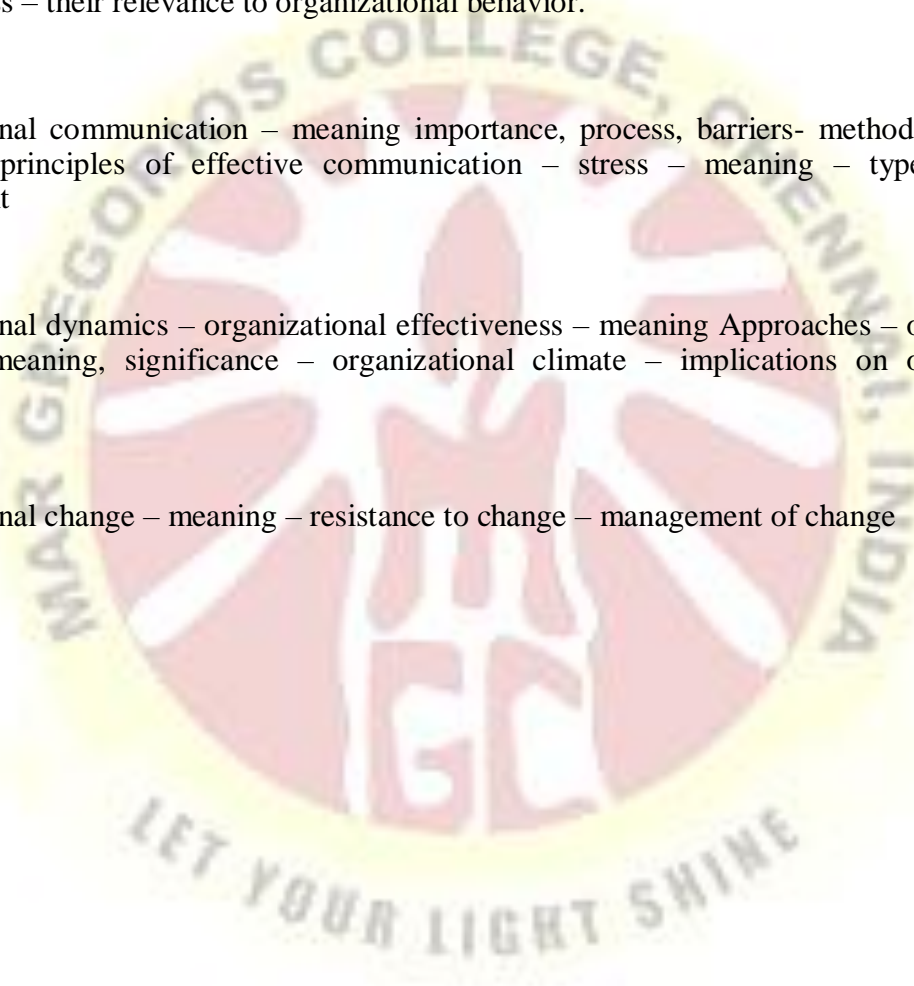 s – their relevance to organizational behavior.
nal communication – meaning importance, process, barriers- method
principles of effective communication – stress – meaning – type
t
nal dynamics – organizational effectiveness – meaning Approaches – o
meaning, significance – organizational climate – implications on o
nal change – meaning – resistance to change – management of change
MAR GREGORIOS COLLEGE, CHENNAI, INDIA
GC
LET YOUR LIGHT SHINE